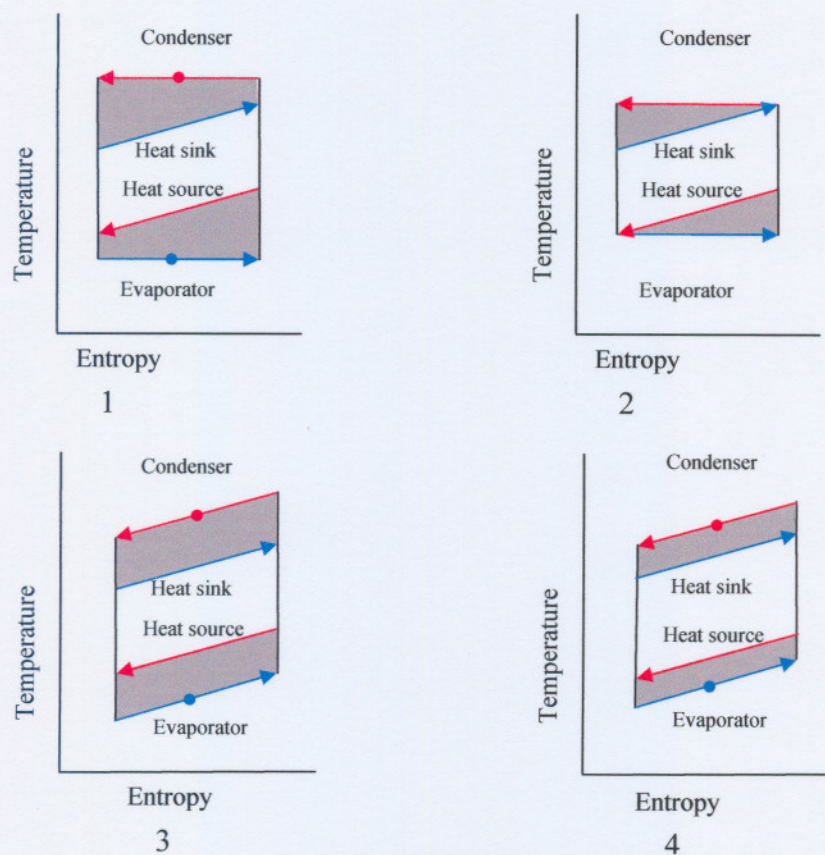 Condenser
Heat sink
Heat source
Evaporator
Temperature
Entropy
1
Condenser
Heat sink
Heat source
Evaporator
Temperature
Entropy
2
Condenser
Heat sink
Heat source
Evaporator
Temperature
Entropy
3
Condenser
Heat sink
Heat source
Evaporator
Temperature
Entropy
4